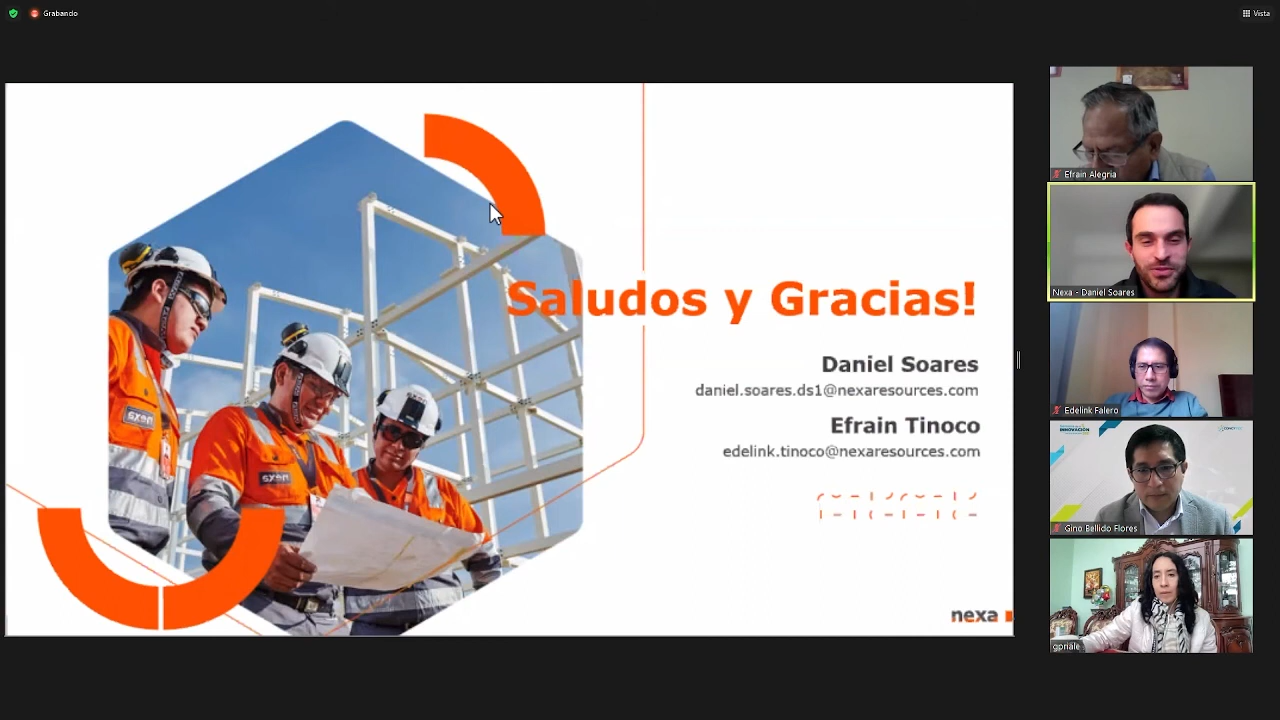 Grabando
Vista
Saludos y Gracias!
Daniel Soares
daniel.soares.ds1@nexaresources.com
Efrain Tinoco
edelink.tinoco@nexaresources.com
nexa
Efrain Alegria
Nexa - Daniel Soares
Edelink Falero
INNOVACIÓN
Gino Bellido Flores
gpriale